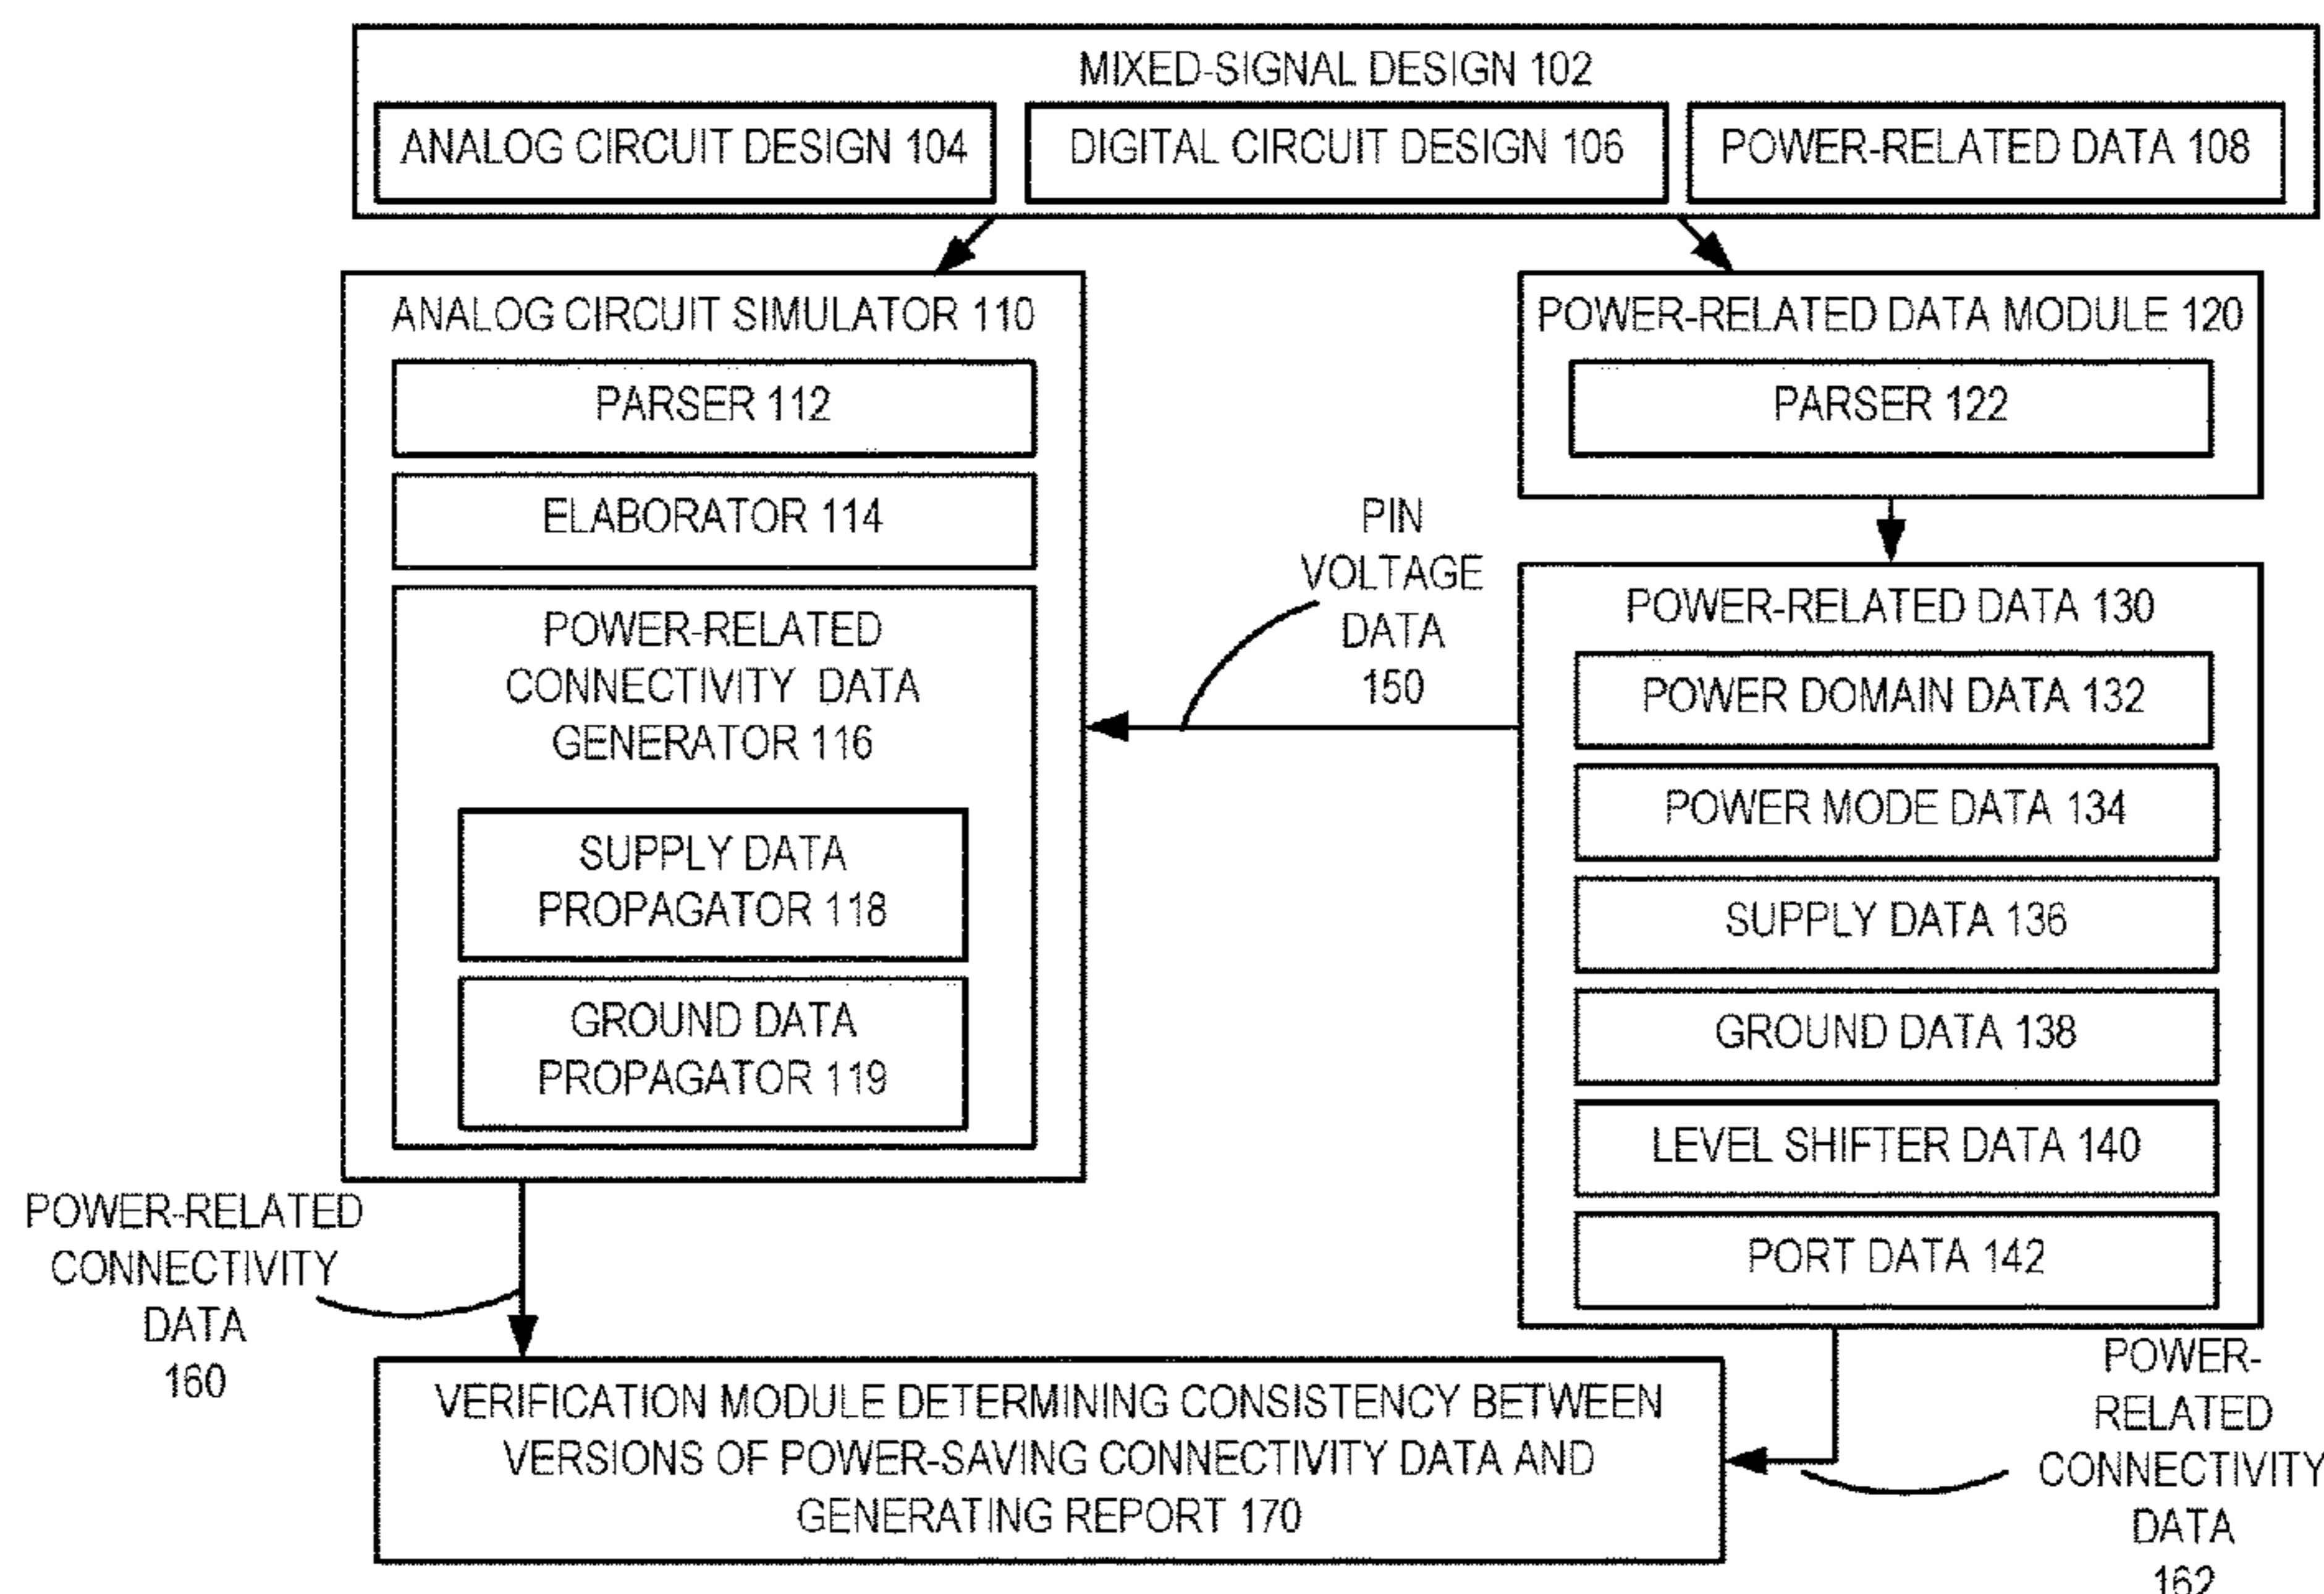 MIXED-SIGNAL DESIGN 102
ANALOG CIRCUIT DESIGN 104
DIGITAL CIRCUIT DESIGN 106
POWER-RELATED DATA 108
ANALOG CIRCUIT SIMULATOR 110
PARSER 112
ELABORATOR 114
POWER-RELATED
CONNECTIVITY DATA
GENERATOR 116
SUPPLY DATA
PROPAGATOR 118
GROUND DATA
PROPAGATOR 119
PIN
VOLTAGE
DATA
150
POWER-RELATED DATA MODULE 120
PARSER 122
POWER-RELATED DATA 130
POWER DOMAIN DATA 132
POWER MODE DATA 134
SUPPLY DATA 136
GROUND DATA 138
LEVEL SHIFTER DATA 140
PORT DATA 142
POWER-RELATED
CONNECTIVITY
DATA
160
VERIFICATION MODULE DETERMINING CONSISTENCY BETWEEN
VERSIONS OF POWER-SAVING CONNECTIVITY DATA AND
GENERATING REPORT 170
POWER-
RELATED
CONNECTIVITY
DATA
162